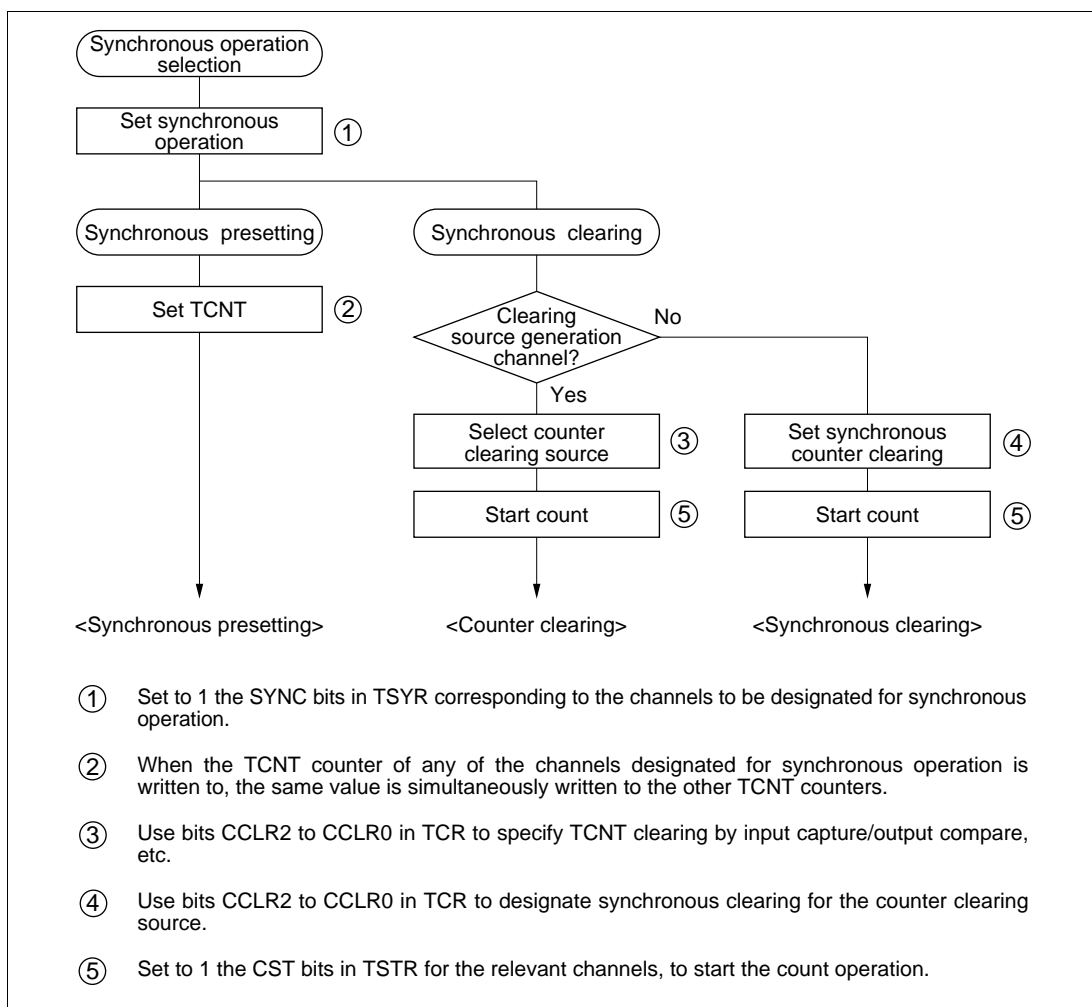 Synchronous operation
selection
Set synchronous
operation
①
Synchronous presetting
Synchronous clearing
Set TCNT
②
Clearing
source generation
channel?
No
Yes
Select counter
clearing source
③
Set synchronous
counter clearing
④
Start count
⑤
Start count
⑤
<Synchronous presetting>
<Counter clearing>
<Synchronous clearing>
① Set to 1 the SYNC bits in TSYR corresponding to the channels to be designated for synchronous
operation.
② When the TCNT counter of any of the channels designated for synchronous operation is
written to, the same value is simultaneously written to the other TCNT counters.
③ Use bits CCLR2 to CCLR0 in TCR to specify TCNT clearing by input capture/output compare,
etc.
④ Use bits CCLR2 to CCLR0 in TCR to designate synchronous clearing for the counter clearing
source.
⑤ Set to 1 the CST bits in TSTR for the relevant channels, to start the count operation.